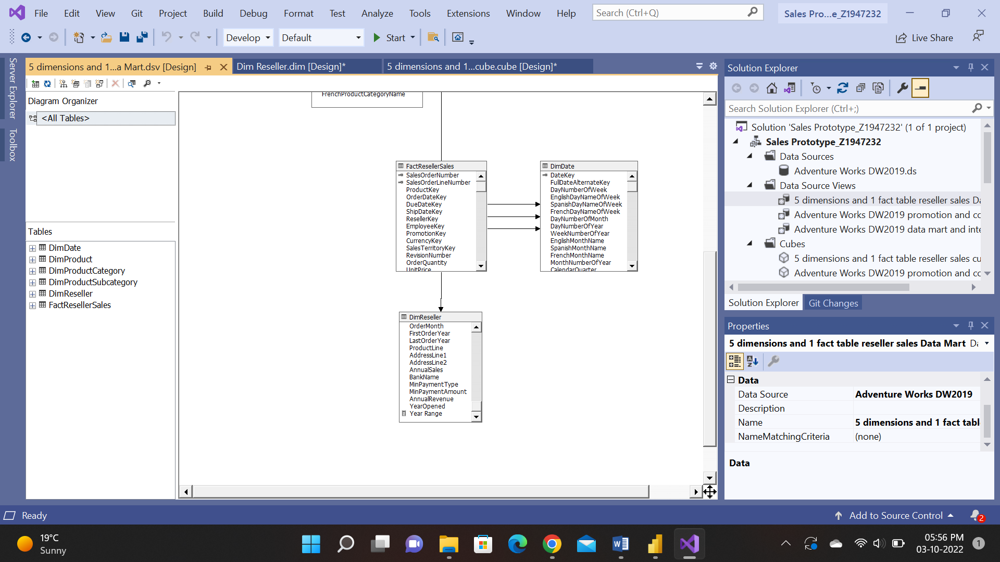 File Edit View Git Project Build Debug Format Test Analyze Tools Extensions Window Help
Search (Ctrl+Q)
Sales Pro...e_Z1947232
Develop Default Start
Live Share
Server Explorer
Toolbox
5 dimensions and 1...a Mart.dsv [Design]
Dim Reseller.dim [Design]*
5 dimensions and 1...cube.cube [Design]*
Diagram Organizer
<All Tables>
Tables
DimDate
DimProduct
DimProductCategory
DimProductSubcategory
DimReseller
FactResellerSales
FrenchProductCategoryName
FactResellerSales
SalesOrderNumber
SalesOrderLineNumber
ProductKey
OrderDateKey
DueDateKey
ShipDateKey
ResellerKey
EmployeeKey
PromotionKey
CurrencyKey
SalesTerritoryKey
RevisionNumber
OrderQuantity
UnitPrice
DimDate
DateKey
FullDateAlternateKey
DayNumberOfWeek
EnglishDayNameOfWeek
SpanishDayNameOfWeek
FrenchDayNameOfWeek
DayNumberOfMonth
DayNumberOfYear
WeekNumberOfYear
EnglishMonthName
SpanishMonthName
FrenchMonthName
MonthNumberOfYear
CalendarQuarter
DimReseller
OrderMonth
FirstOrderYear
LastOrderYear
ProductLine
AddressLine1
AddressLine2
AnnualSales
BankName
MinPaymentType
MinPaymentAmount
AnnualRevenue
YearOpened
Year Range
Solution Explorer
Search Solution Explorer (Ctrl+;)
Solution 'Sales Prototype_Z1947232' (1 of 1 project)
Sales Prototype_Z1947232
Data Sources
Adventure Works DW2019.ds
Data Source Views
5 dimensions and 1 fact table reseller sales Da
Adventure Works DW2019 promotion and cc
Adventure Works DW2019 data mart and inte
Cubes
5 dimensions and 1 fact table reseller sales cu
Adventure Works DW2019 promotion and cc
Solution Explorer Git Changes
Properties
5 dimensions and 1 fact table reseller sales Data Mart Da
Data
Data Source Adventure Works DW2019
Description
Name 5 dimensions and 1 fact tabl
NameMatchingCriteria (none)
Data
Ready
Add to Source Control
2
19°C
Sunny
05:56 PM
03-10-2022
1